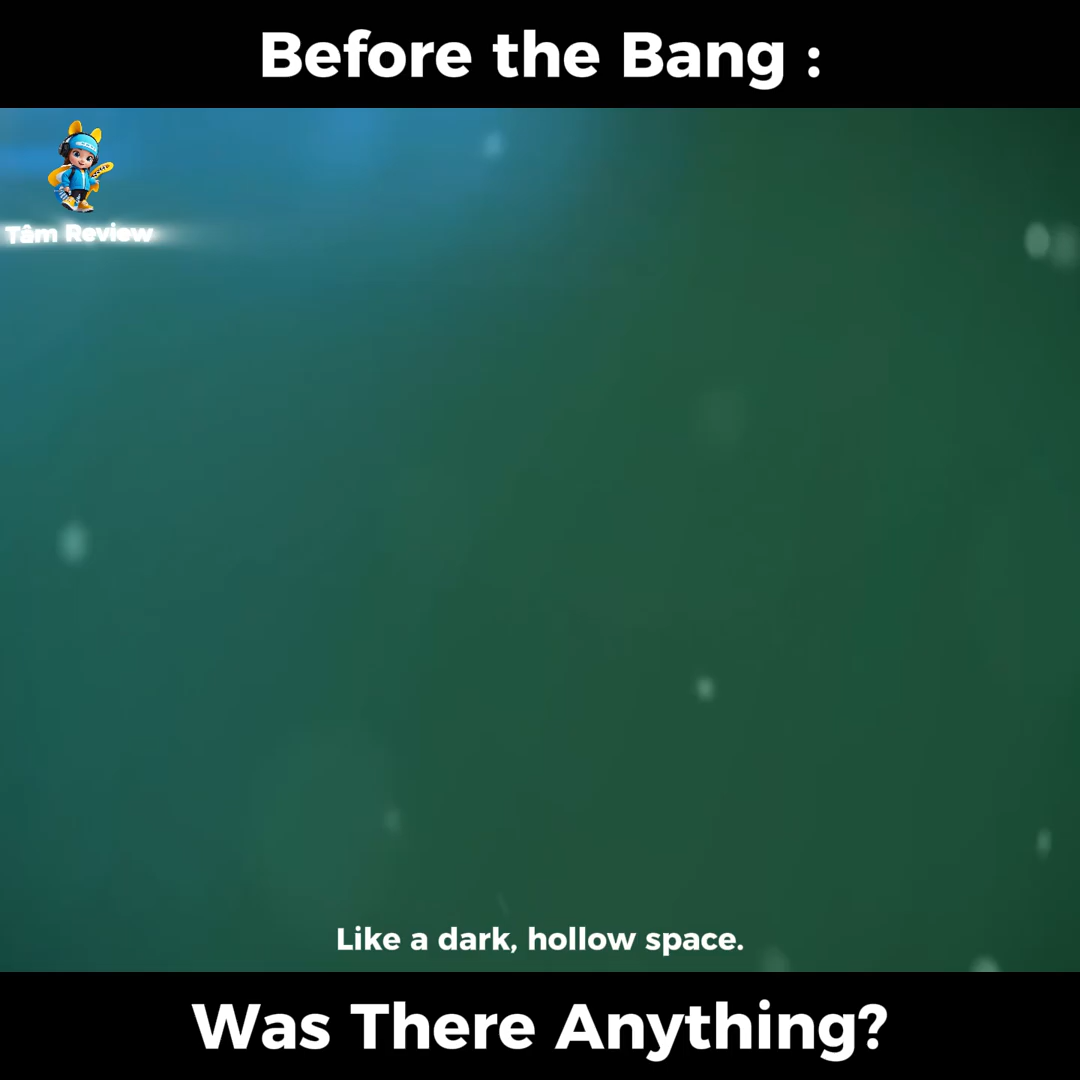 Before the Bang :
Tâm Review
Like a dark, hollow space.
Was There Anything?